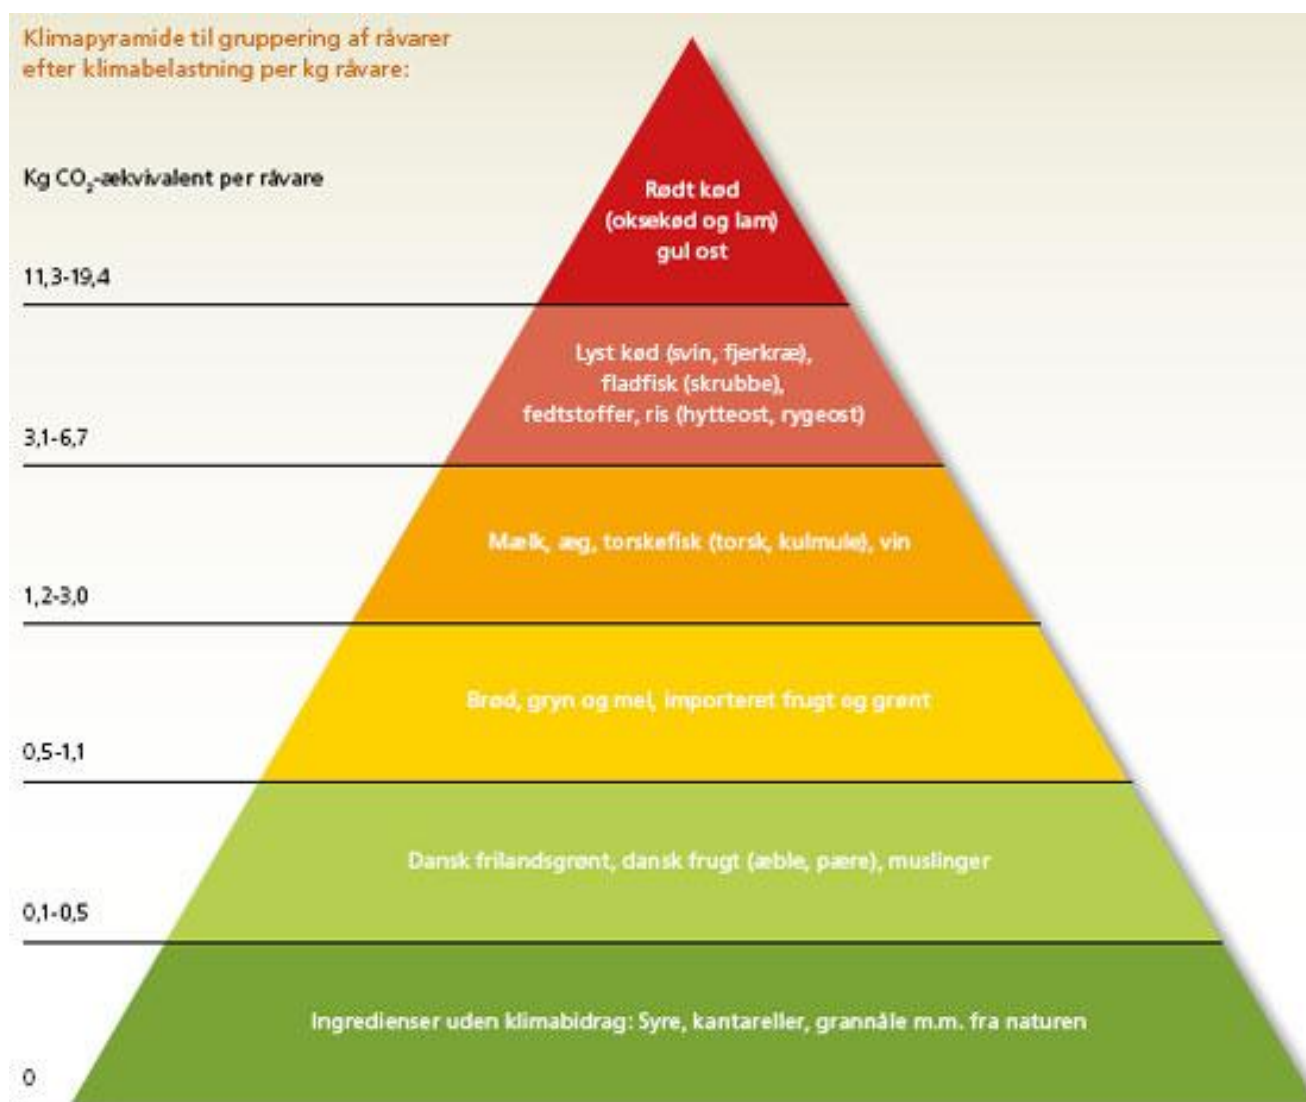 Klimapyramide til gruppering af råvarer
efter klimabelastning per kg råvare:
Kg CO₂-ækvivalent per råvare
Rødt kød
(oksekød og lam)
gul ost
11,3-19,4
Lyst kød (svin, fjerkræ),
fladfisk (skrubbe),
fedtstoffer, ris (hytteost, rygeost)
3,1-6,7
Mælk, æg, torskefisk (torsk, kulmule), vin
1,2-3,0
Brød, gryn og mel, importeret frugt og grønt
0,5-1,1
Dansk frilandsgrønt, dansk frugt (æble, pære), muslinger
0,1-0,5
Ingredienser uden klimabidrag: Syre, kantareller, grannåle m.m. fra naturen
0